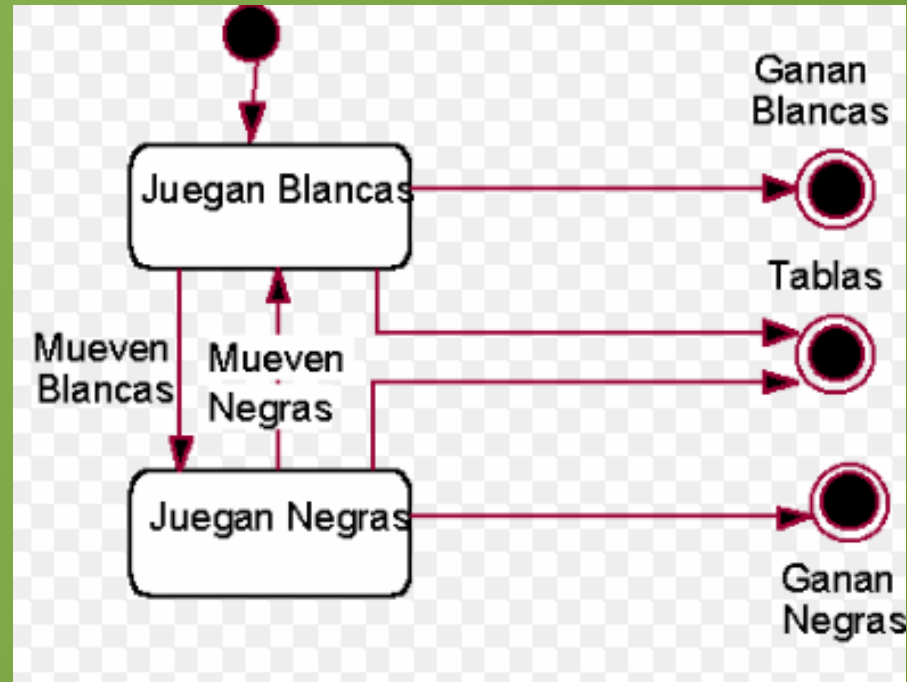 Ganan
Blancas
Juegan Blancas
Tablas
Mueven
Blancas
Mueven
Negras
Juegan Negras
Ganan
Negras